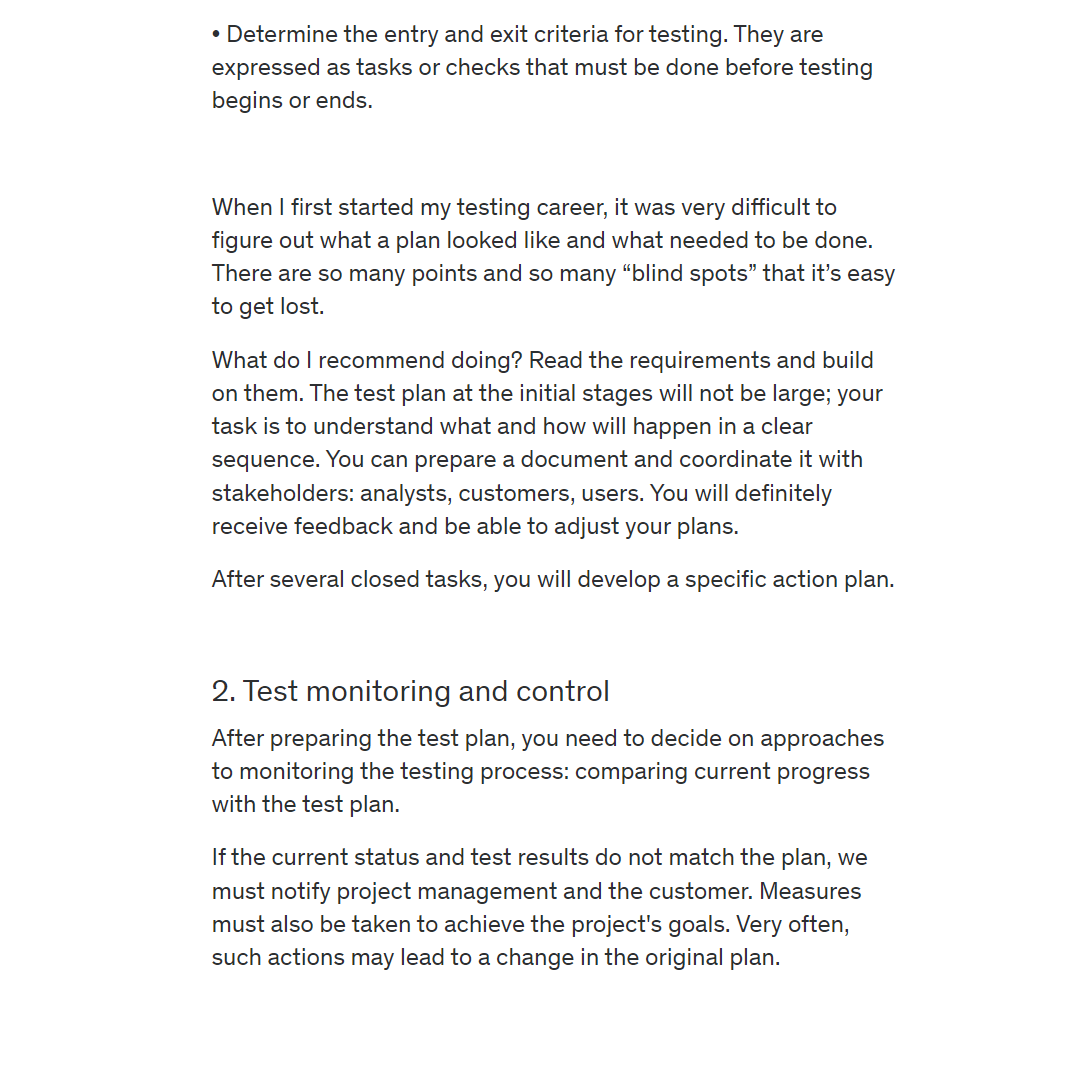 • Determine the entry and exit criteria for testing. They are
expressed as tasks or checks that must be done before testing
begins or ends.
When I first started my testing career, it was very difficult to
figure out what a plan looked like and what needed to be done.
There are so many points and so many “blind spots” that it’s easy
to get lost.
What do I recommend doing? Read the requirements and build
on them. The test plan at the initial stages will not be large; your
task is to understand what and how will happen in a clear
sequence. You can prepare a document and coordinate it with
stakeholders: analysts, customers, users. You will definitely
receive feedback and be able to adjust your plans.
After several closed tasks, you will develop a specific action plan.
2. Test monitoring and control
After preparing the test plan, you need to decide on approaches
to monitoring the testing process: comparing current progress
with the test plan.
If the current status and test results do not match the plan, we
must notify project management and the customer. Measures
must also be taken to achieve the project's goals. Very often,
such actions may lead to a change in the original plan.